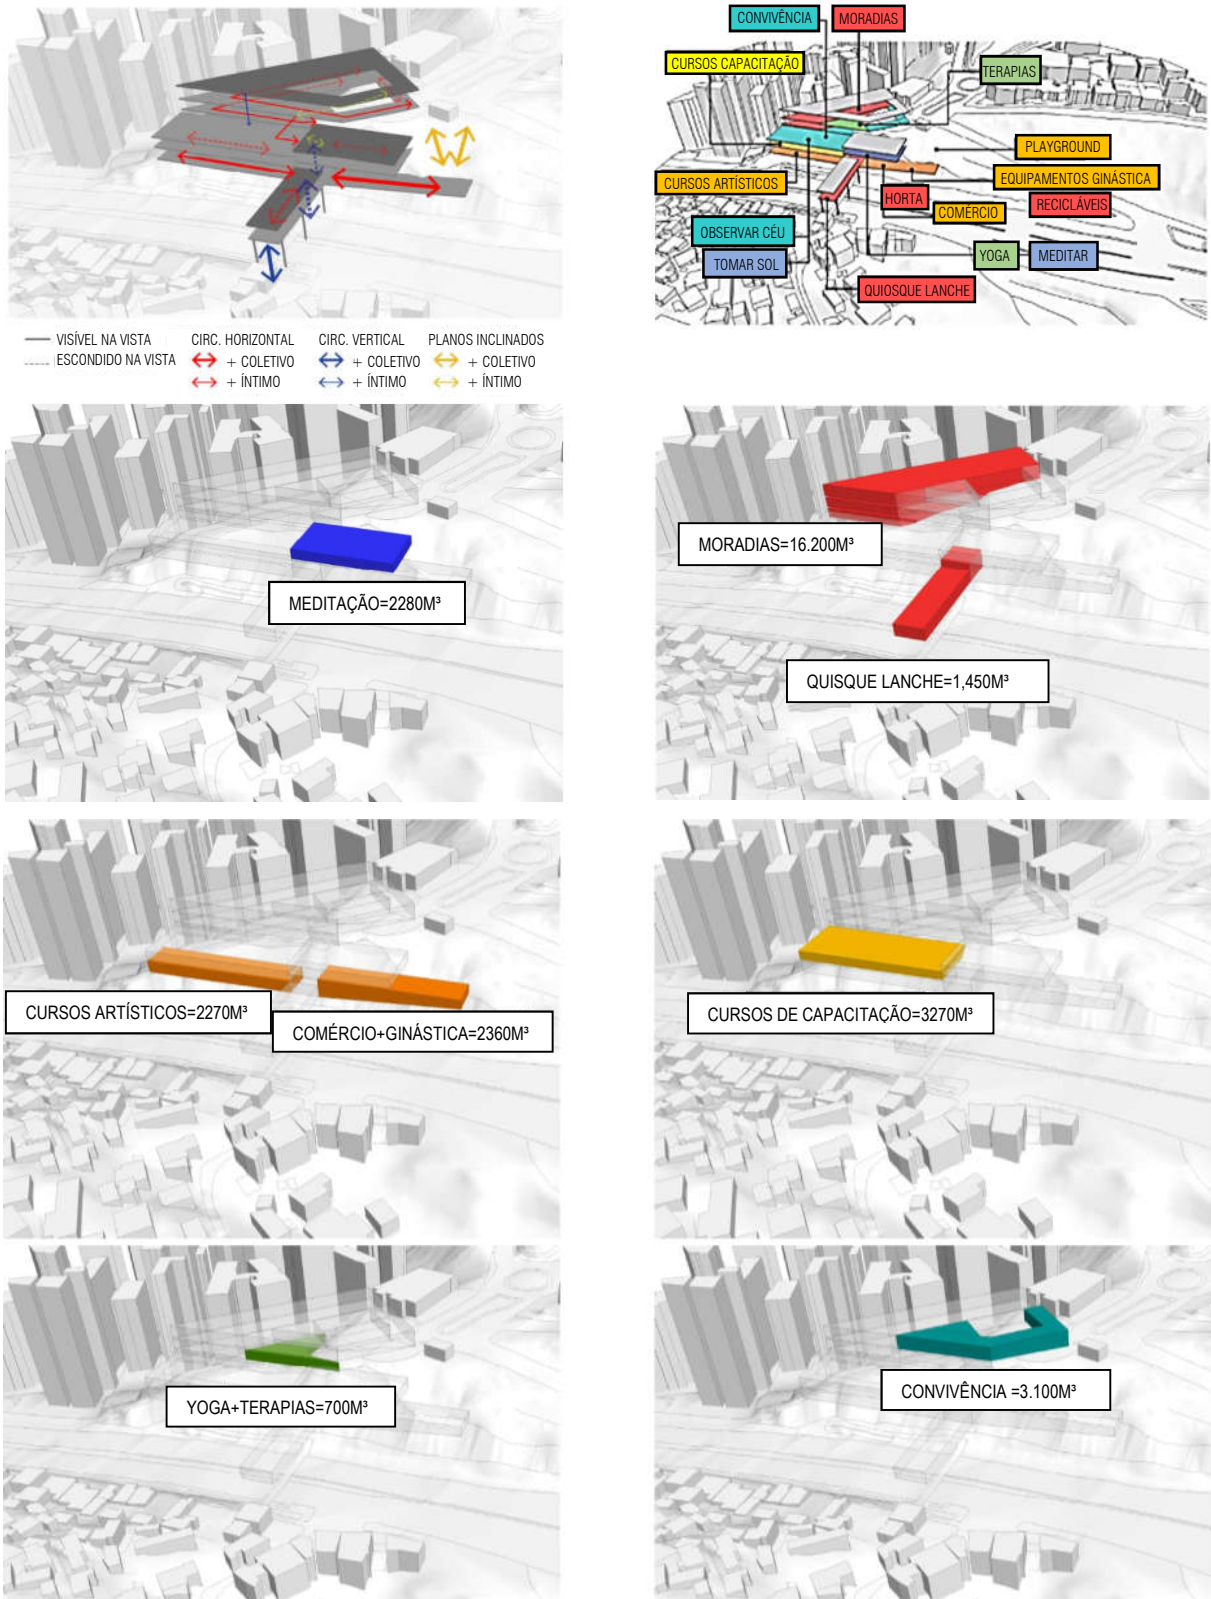 CONVIVÊNCIA
MORADIAS
CURSOS CAPACITAÇÃO
TERAPIAS
PLAYGROUND
CURSOS ARTÍSTICOS
EQUIPAMENTOS GINÁSTICA
HORTA
COMÉRCIO
RECICLÁVEIS
OBSERVAR CÉU
TOMAR SOL
YOGA
MEDITAR
QUIOSQUE LANCHE
VISÍVEL NA VISTA
ESCONDIDO NA VISTA
CIRC. HORIZONTAL
+ COLETIVO
+ ÍNTIMO
CIRC. VERTICAL
+ COLETIVO
+ ÍNTIMO
PLANOS INCLINADOS
+ COLETIVO
+ ÍNTIMO
MEDITAÇÃO=2280M³
MORADIAS=16.200M³
QUISQUE LANCHE=1,450M³
CURSOS ARTÍSTICOS=2270M³
COMÉRCIO+GINÁSTICA=2360M³
CURSOS DE CAPACITAÇÃO=3270M³
YOGA+TERAPIAS=700M³
CONVIVÊNCIA =3.100M³